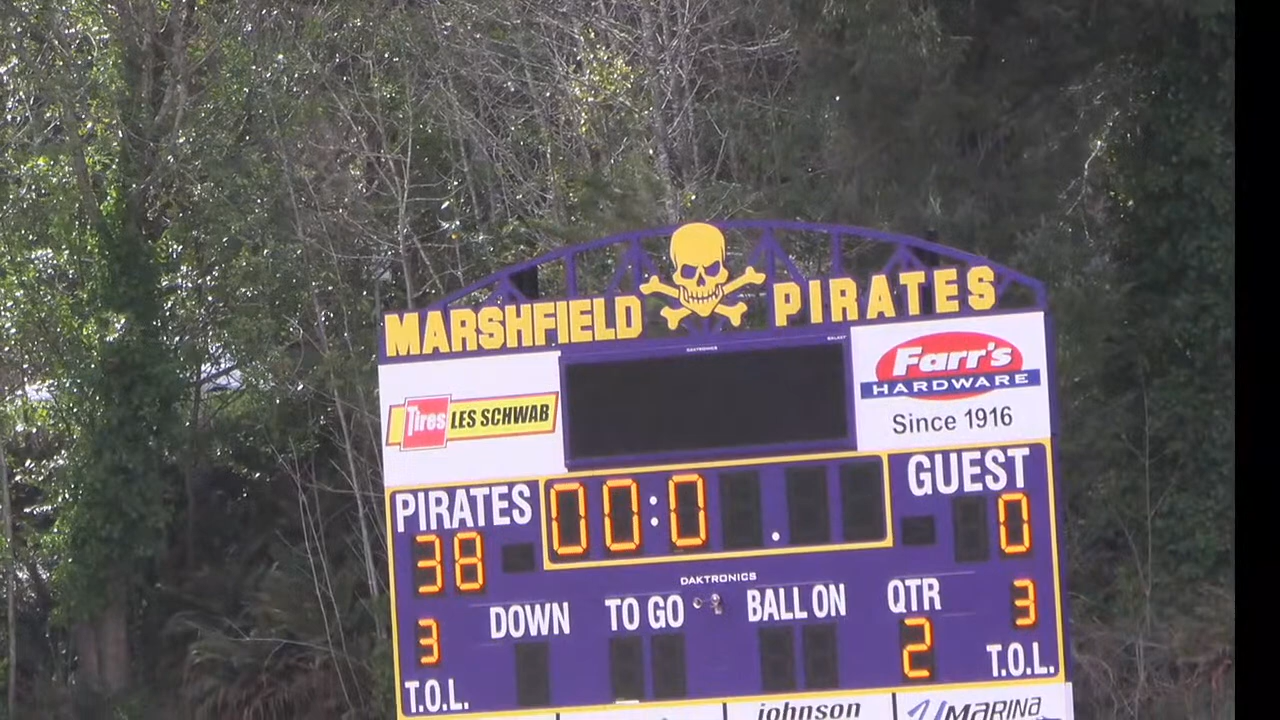 MARSHFIELD PIRATES
DAKTRONICS
Tires LES SCHWAB
Farr's
HARDWARE
Since 1916
PIRATES
00:0 .
GUEST
38
0
DAKTRONICS
DOWN
TO GO
BALL ON
QTR
3
3
2
T.O.L.
T.O.L.
johnson
MARINA